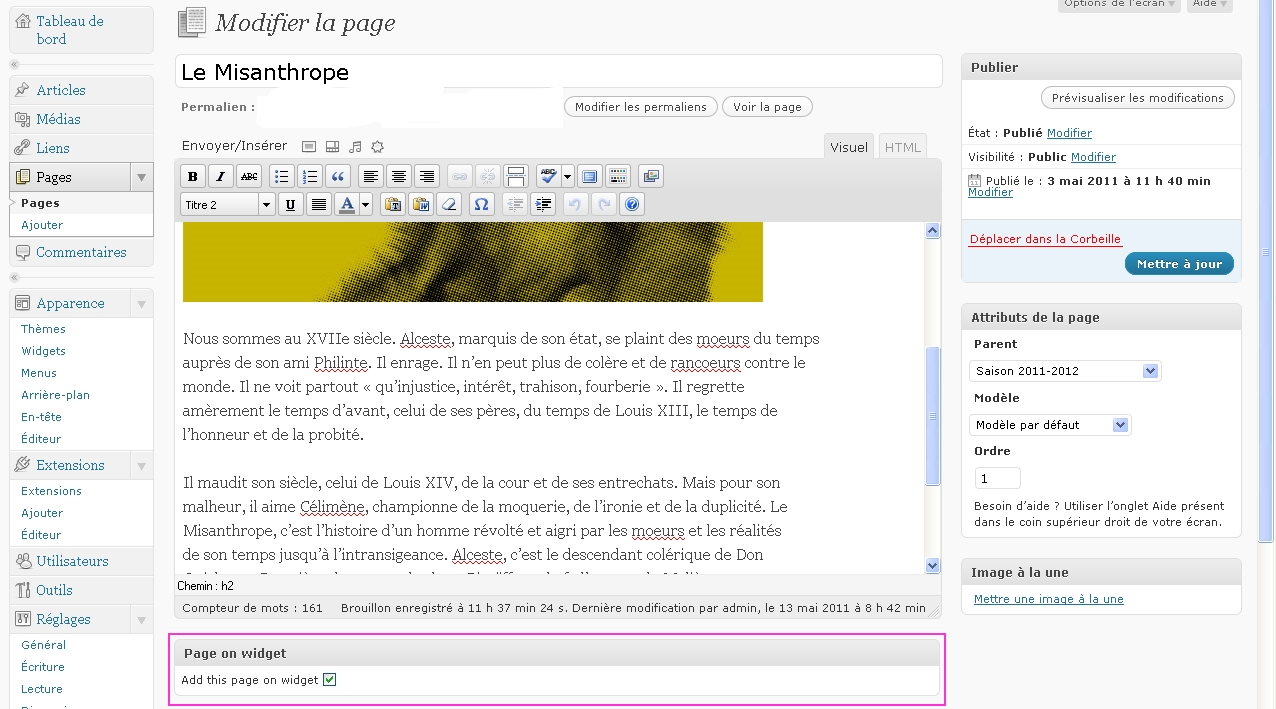 Tableau de
bord
Articles
Médias
Liens
Pages
Pages
Ajouter
Commentaires
Apparence
Thèmes
Widgets
Menus
Arrière-plan
En-tête
Éditeur
Extensions
Extensions
Ajouter
Éditeur
Utilisateurs
Outils
Réglages
Général
Écriture
Lecture
Options de l'écran
Aide
Modifier la page
Le Misanthrope
Permalien :
Modifier les permaliens
Voir la page
Envoyer/Insérer
Visuel
HTML
B I ABC
ABC
Titre 2
U
A
Nous sommes au XVIIe siècle. Alceste, marquis de son état, se plaint des moeurs du temps
auprès de son ami Philinte. Il enrage. Il n’en peut plus de colère et de rancoeurs contre le
monde. Il ne voit partout « qu’injustice, intérêt, trahison, fourberie ». Il regrette
amèrement le temps d’avant, celui de ses pères, du temps de Louis XIII, le temps de
l’honneur et de la probité.
Il maudit son siècle, celui de Louis XIV, de la cour et de ses entrechats. Mais pour son
malheur, il aime Célimène, championne de la moquerie, de l’ironie et de la duplicité. Le
Misanthrope, c’est l’histoire d’un homme révolté et aigri par les moeurs et les réalités
de son temps jusqu’à l’intransigeance. Alceste, c’est le descendant colérique de Don
Chemin : h2
Compteur de mots : 161
Brouillon enregistré à 11 h 37 min 24 s. Dernière modification par admin, le 13 mai 2011 à 8 h 42 min
Page on widget
Add this page on widget
Publier
Prévisualiser les modifications
État : Publié Modifier
Visibilité : Public Modifier
Publié le : 3 mai 2011 à 11 h 40 min
Modifier
Déplacer dans la Corbeille
Mettre à jour
Attributs de la page
Parent
Saison 2011-2012
Modèle
Modèle par défaut
Ordre
1
Besoin d’aide ? Utiliser l’onglet Aide présent
dans le coin supérieur droit de votre écran.
Image à la une
Mettre une image à la une